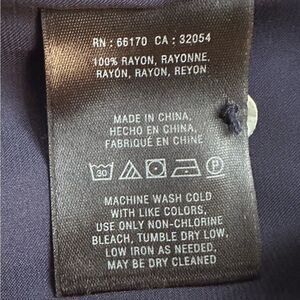 RN : 66170 CA : 32054
100% RAYON, RAYONNE,
RAYÓN, RAYON, REYON
MADE IN CHINA,
HECHO EN CHINA,
FABRIQUÉ EN CHINE
30 P
MACHINE WASH COLD
WITH LIKE COLORS,
USE ONLY NON-CHLORINE
BLEACH, TUMBLE DRY LOW,
LOW IRON AS NEEDED,
MAY BE DRY CLEANED